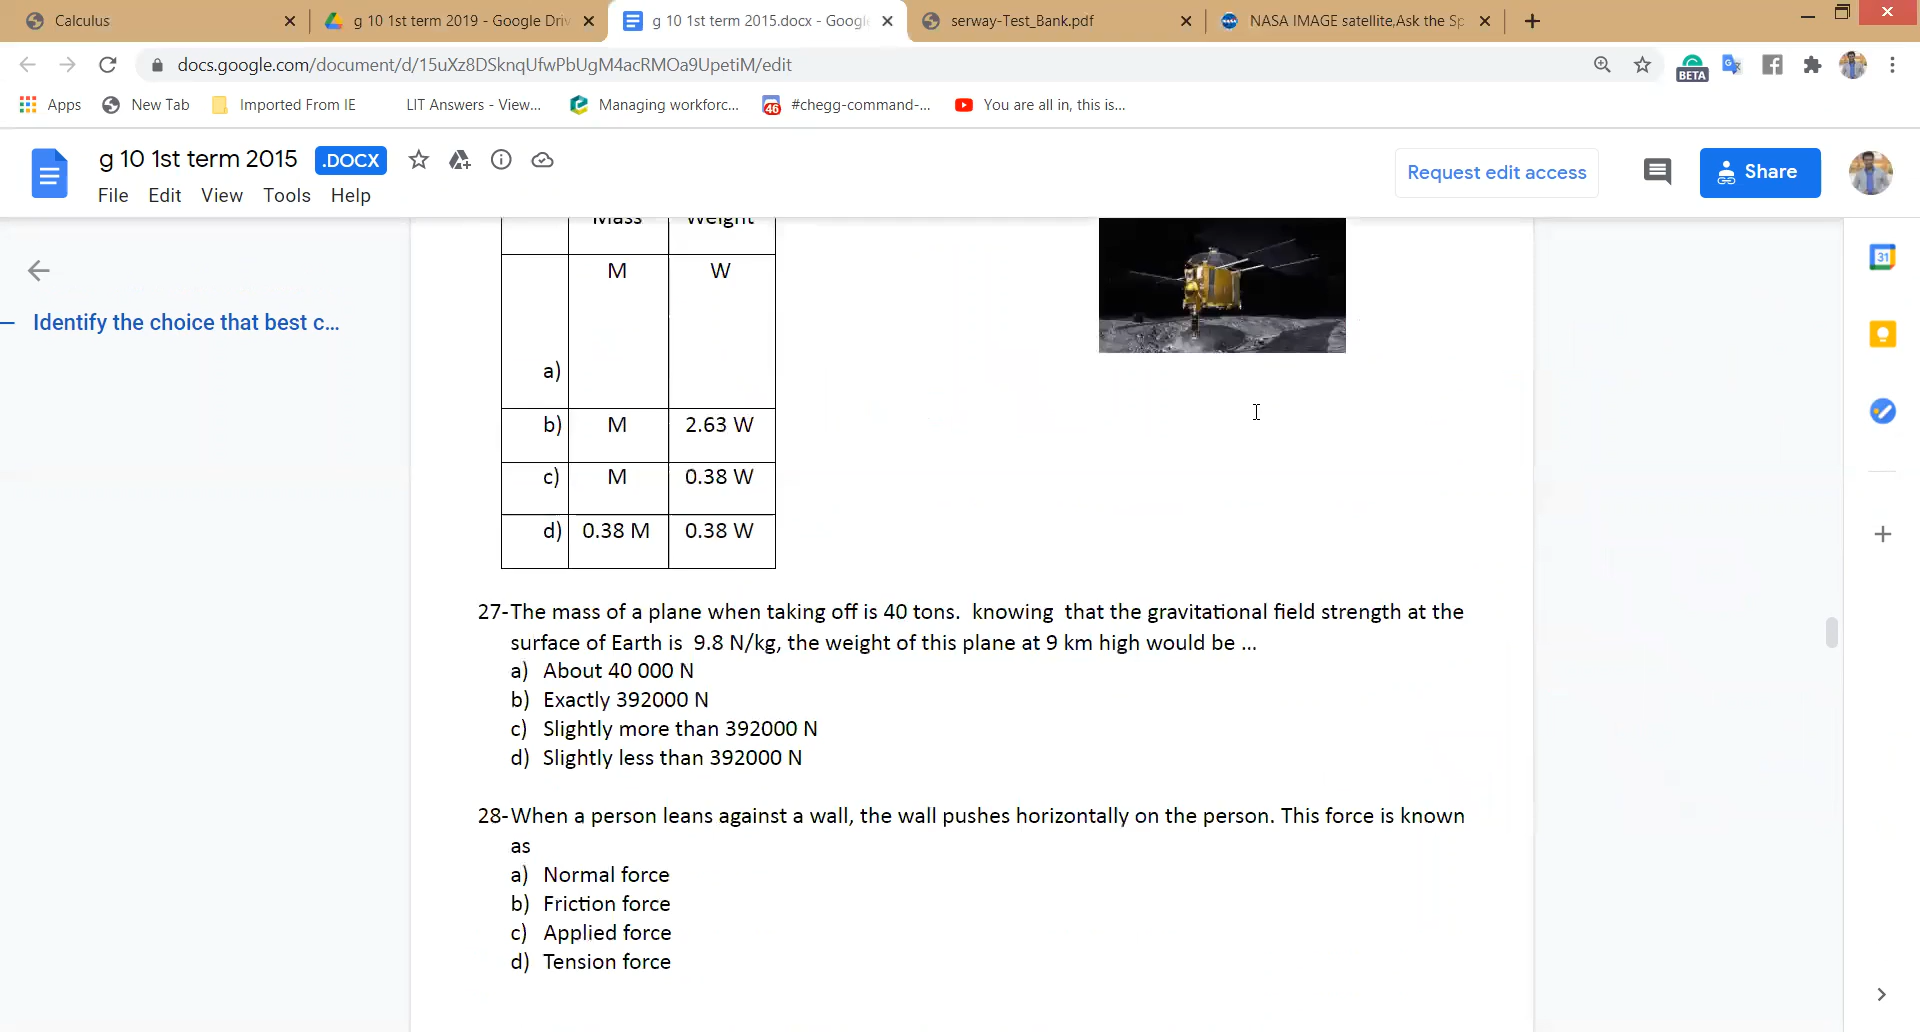 Calculus
g 10 1st term 2019 - Google Driv
g 10 1st term 2015.docx - Google
serway-Test_Bank.pdf
NASA IMAGE satellite,Ask the Sp
docs.google.com/document/d/15uXz8DSknqUfwPbUgM4acRMOa9UpetiM/edit
BETA
Apps
New Tab
Imported From IE
LIT Answers - View...
Managing workforc...
46
#chegg-command-...
You are all in, this is...
g 10 1st term 2015
.DOCX
Request edit access
Share
File Edit View Tools Help
31
Identify the choice that best c...
Mass Weight
a) M W
b) M 2.63 W
c) M 0.38 W
d) 0.38 M 0.38 W
27-The mass of a plane when taking off is 40 tons. knowing that the gravitational field strength at the
surface of Earth is 9.8 N/kg, the weight of this plane at 9 km high would be ...
a) About 40 000 N
b) Exactly 392000 N
c) Slightly more than 392000 N
d) Slightly less than 392000 N
28-When a person leans against a wall, the wall pushes horizontally on the person. This force is known
as
a) Normal force
b) Friction force
c) Applied force
d) Tension force